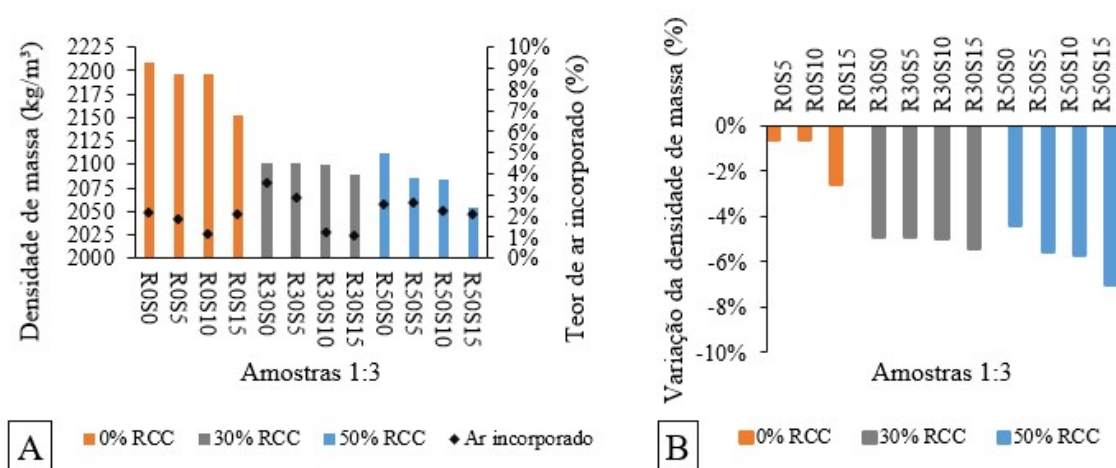 Densidade de massa (kg/m³)
2225
2200
2175
2150
2125
2100
2075
2050
2025
2000
10%
9%
8%
7%
6%
5%
4%
3%
2%
1%
0%
Teor de ar incorporado (%)
R0S0
R0S5
R0S10
R0S15
R30S0
R30S5
R30S10
R30S15
R50S0
R50S5
R50S10
R50S15
Amostras 1:3
A
0% RCC
30% RCC
50% RCC
Ar incorporado
Variação da densidade de massa (%)
R0S5
R0S10
R0S15
R30S0
R30S5
R30S10
R30S15
R50S0
R50S5
R50S10
R50S15
0%
-2%
-4%
-6%
-8%
-10%
Amostras 1:3
B
0% RCC
30% RCC
50% RCC